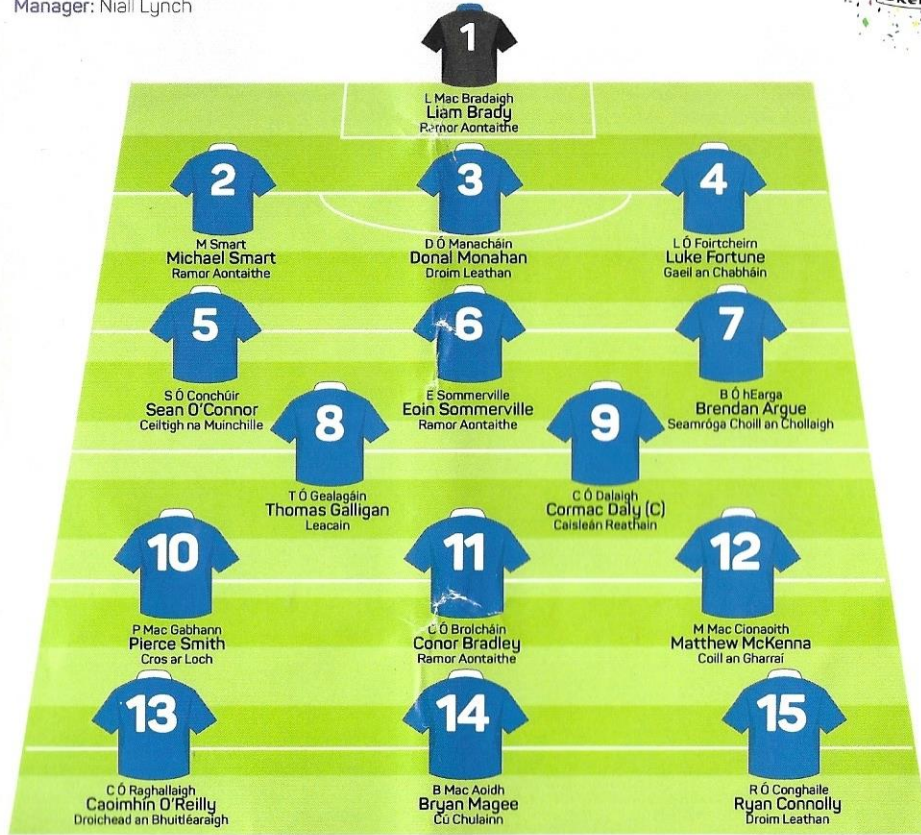 Manager: Niall Lynch
1
L Mac Bradaigh
Liam Brady
Ramor Aontaithe
2
M Smart
Michael Smart
Ramor Aontaithe
3
D Ó Manacháin
Donal Monahan
Droim Leathan
4
L Ó Foirtcheirn
Luke Fortune
Gaeil an Chabháin
5
S Ó Conchúir
Sean O'Connor
Ceiltigh na Muinchille
6
E Sommerville
Eoin Sommerville
Ramor Aontaithe
7
B Ó hEarga
Brendan Argue
Seamróga Choill an Chollaigh
8
T Ó Gealagáin
Thomas Galligan
Leacain
9
C Ó Dalaigh
Cormac Daly (C)
Caisleán Reathain
10
P Mac Gabhann
Pierce Smith
Cros ar Loch
11
C Ó Brolcháin
Conor Bradley
Ramor Aontaithe
12
M Mac Cionaoith
Matthew McKenna
Coill an Gharraí
13
C Ó Raghallaigh
Caoimhín O'Reilly
Droichead an Bhuitléaraigh
14
B Mac Aoidh
Bryan Magee
Cú Chulainn
15
R Ó Conghaile
Ryan Connolly
Droim Leathan